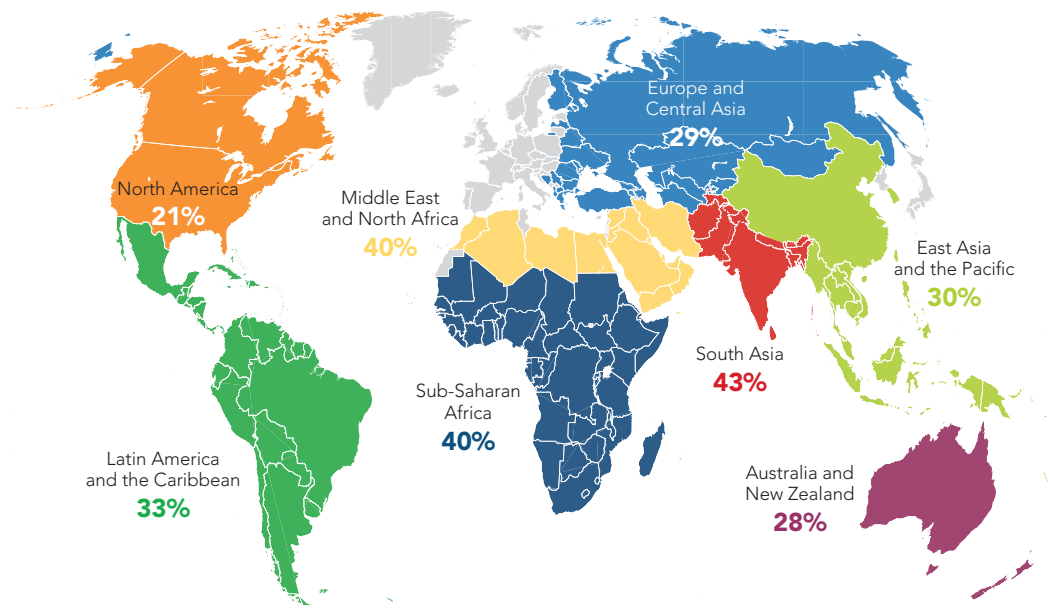 Europe and
Central Asia
29%
North America
21%
Middle East
and North Africa
40%
East Asia
and the Pacific
30%
South Asia
43%
Sub-Saharan
Africa
40%
Latin America
and the Caribbean
33%
Australia and
New Zealand
28%